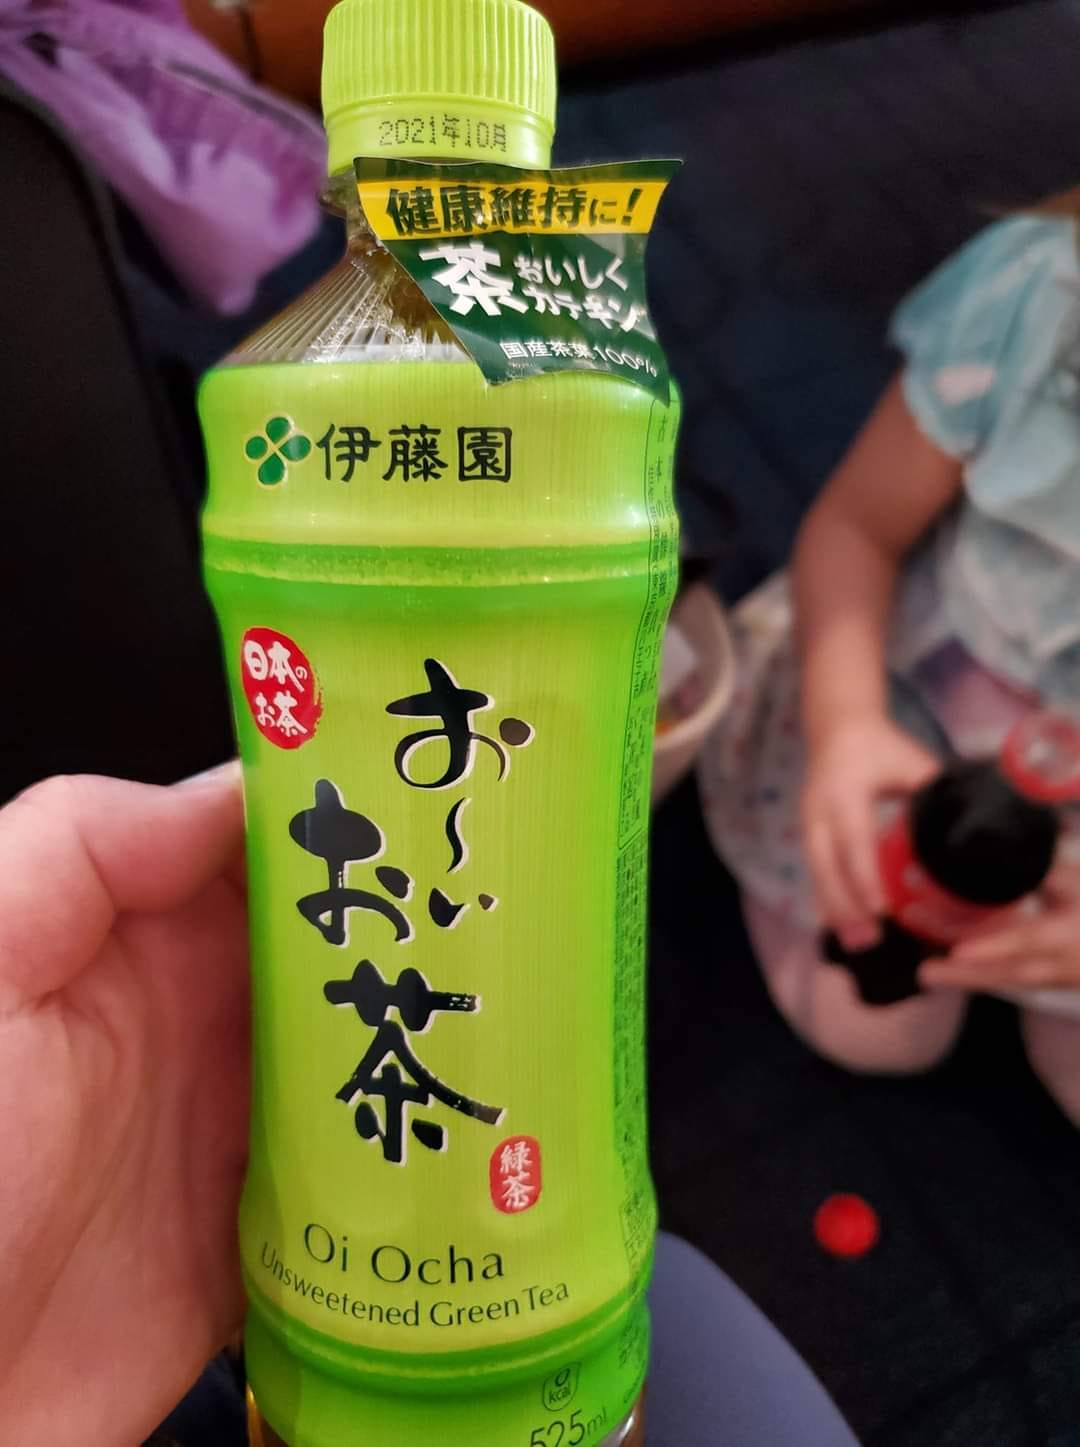 2021年10月
健康維持に!
茶
おいしく
カテキン
国産茶葉100%
伊藤園
日本の
お茶
お～い
お茶
緑茶
Oi Ocha
Unsweetened Green Tea
0
kcal
525ml